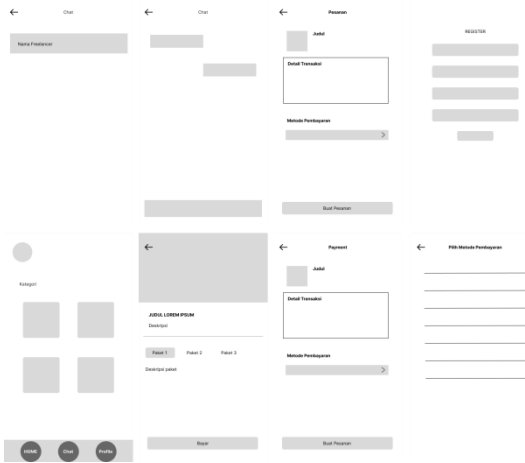 Chat
Nama Freelancer
Chat
Pesanan
Judul
Detail Transaksi
Metode Pembayaran
Buat Pesanan
REGISTER
Kategori
HOME
Chat
Profile
JUDUL LOREM IPSUM
Deskripsi
Paket 1 Paket 2 Paket 3
Deskripsi paket
Bayar
Payment
Judul
Detail Transaksi
Metode Pembayaran
Buat Pesanan
Pilih Metode Pembayaran